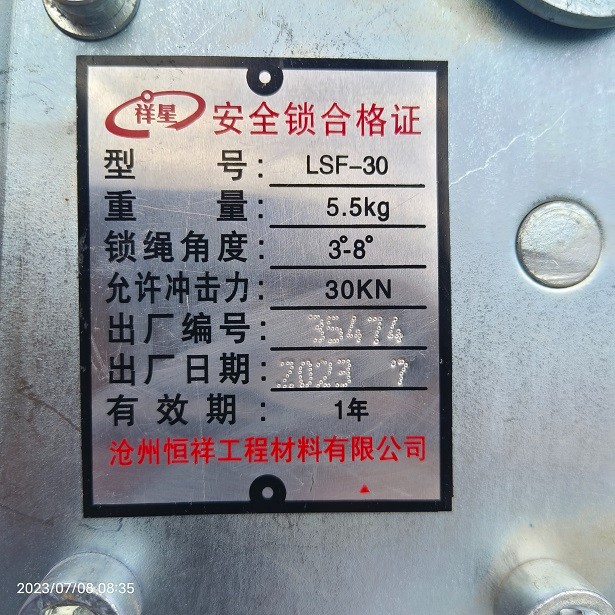 祥星 安全锁合格证
型号: LSF-30
重量: 5.5kg
锁绳角度: 3°-8°
允许冲击力: 30KN
出厂编号: 35474
出厂日期: 2023 7
有效期: 1年
沧州恒祥工程材料有限公司
2023/07/08,08:35